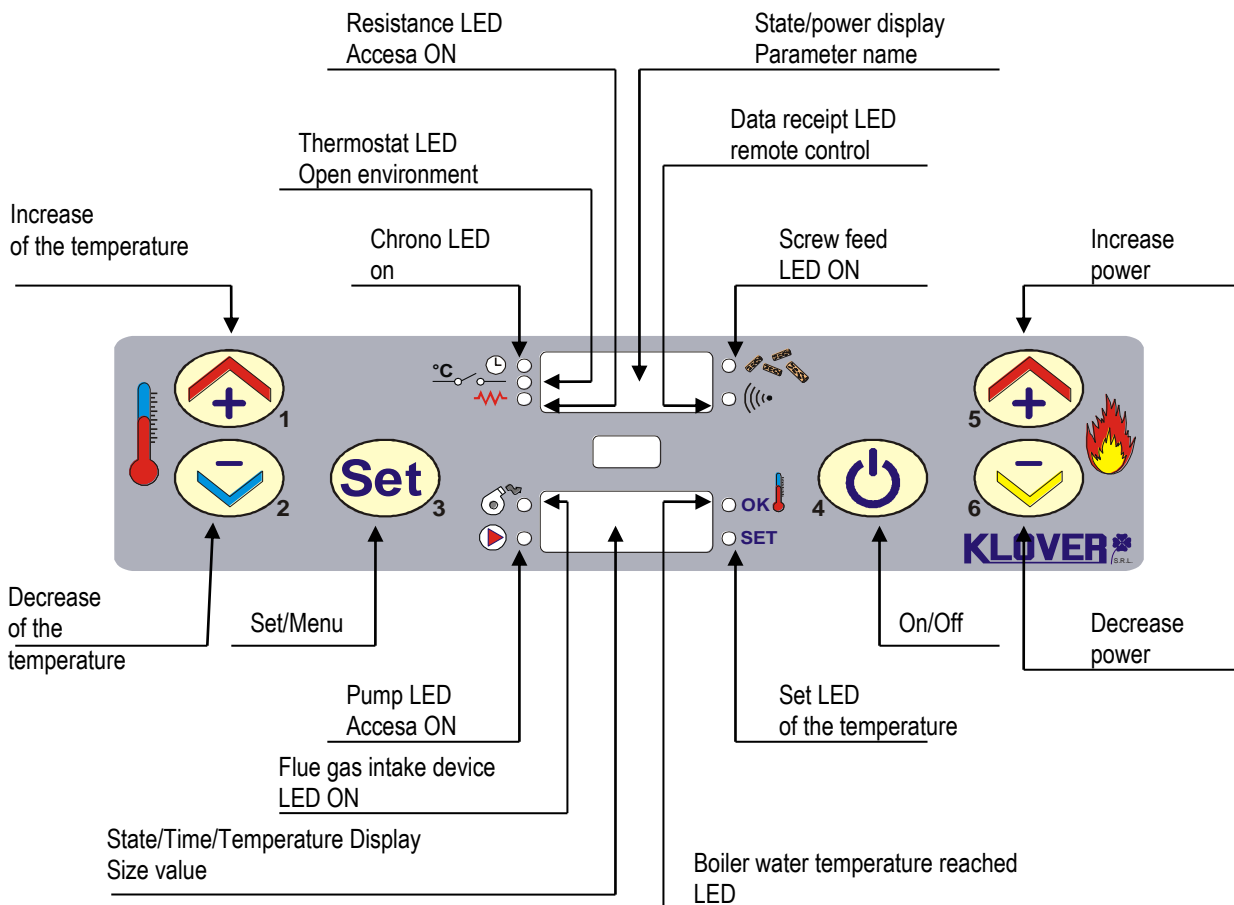 Resistance LED
Accesa ON
State/power display
Parameter name
Thermostat LED
Open environment
Data receipt LED
remote control
Increase
of the temperature
Chrono LED
on
Screw feed
LED ON
Increase
power
°C
+
1
+
5
-
2
Set
3
OK
SET
4
-
6
KLOVER
S.R.L.
Decrease
of the
temperature
Set/Menu
On/Off
Decrease
power
Pump LED
Accesa ON
Set LED
of the temperature
Flue gas intake device
LED ON
State/Time/Temperature Display
Size value
Boiler water temperature reached
LED